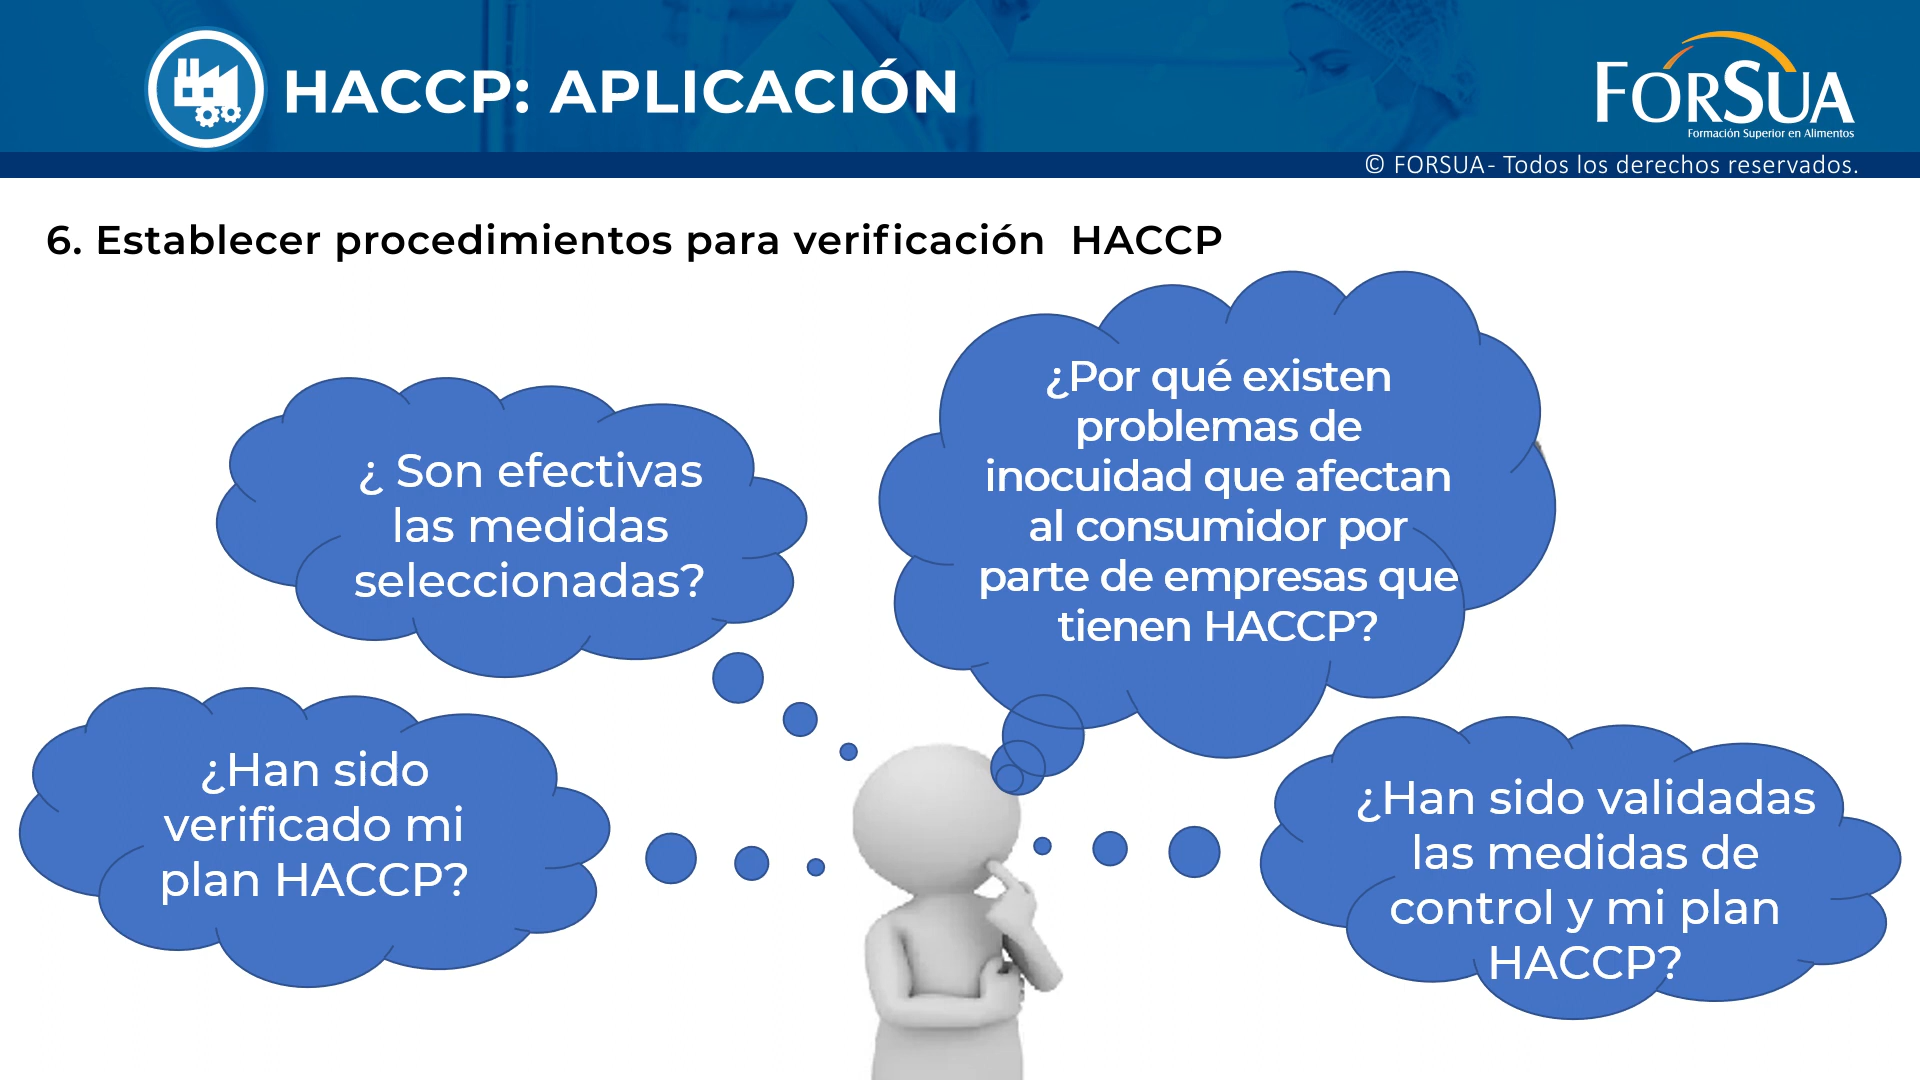 HACCP: APLICACIÓN
FORSUA
Formación Superior en Alimentos
© FORSUA- Todos los derechos reservados.
6. Establecer procedimientos para verificación  HACCP
¿ Son efectivas
las medidas
seleccionadas?
¿Por qué existen
problemas de
inocuidad que afectan
al consumidor por
parte de empresas que
tienen HACCP?
¿Han sido
verificado mi
plan HACCP?
¿Han sido validadas
las medidas de
control y mi plan
HACCP?